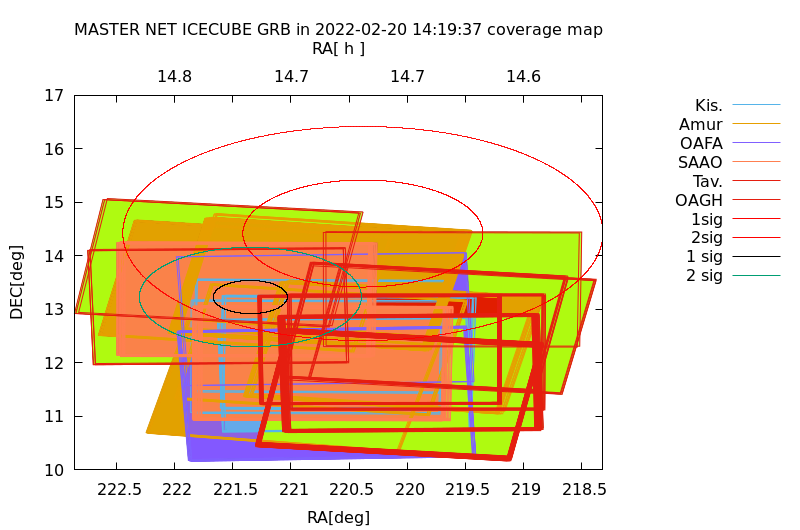 MASTER NET ICECUBE GRB in 2022-02-20 14:19:37 coverage map
RA[ h ]
14.8 14.7 14.7 14.6
17
16
15
14
13
12
11
10
DEC[deg]
222.5 222 221.5 221 220.5 220 219.5 219 218.5
RA[deg]
Kis.
Amur
OAFA
SAAO
Tav.
OAGH
1sig
2sig
1 sig
2 sig